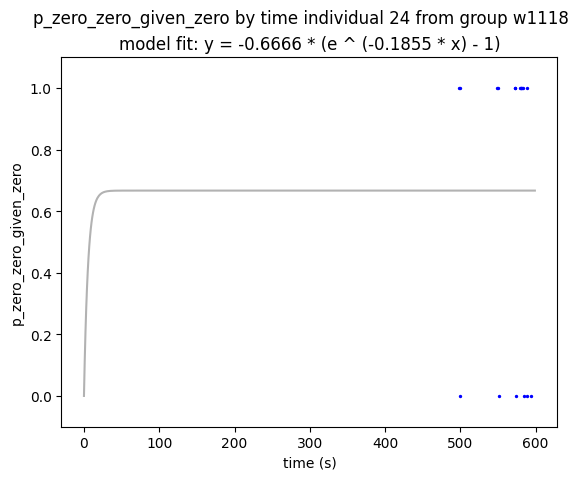 p_zero_zero_given_zero by time individual 24 from group w1118
model fit: y = -0.6666 * (e ^ (-0.1855 * x) - 1)
1.0
0.8
0.6
0.4
0.2
0.0
p_zero_zero_given_zero
0 100 200 300 400 500 600
time (s)